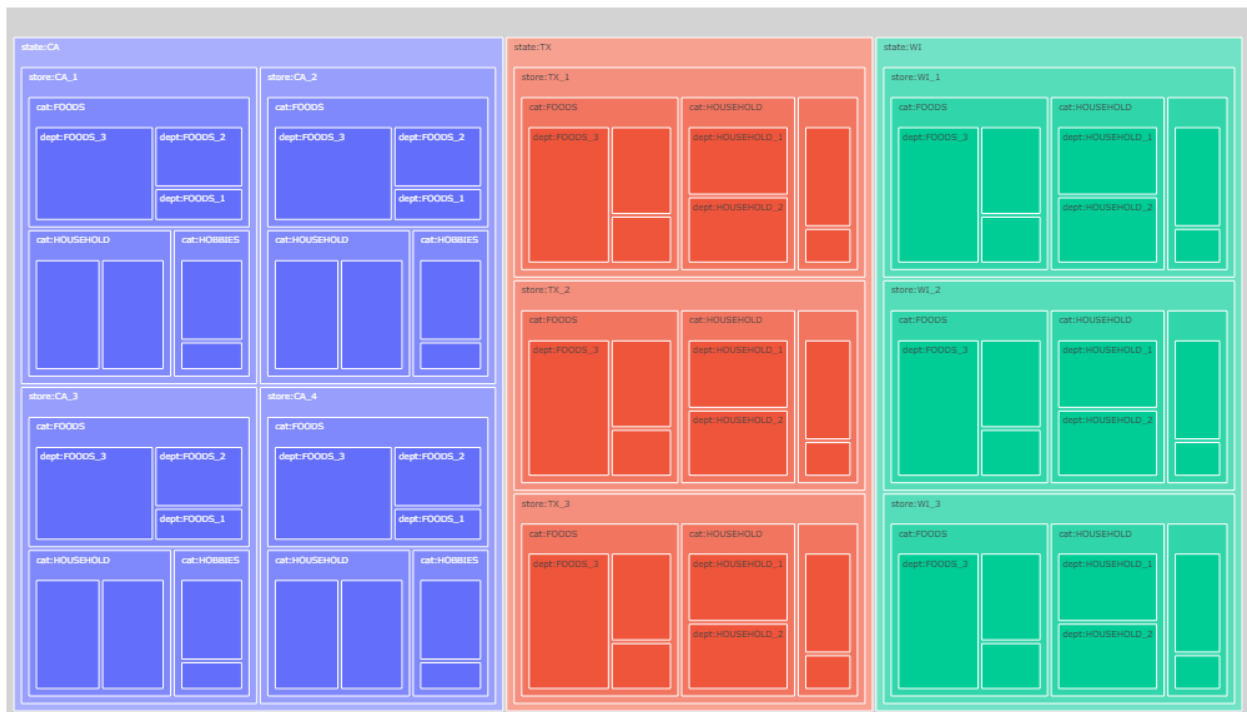 state:CA
store:CA_1
cat:FOODS
dept:FOODS_3
dept:FOODS_2
dept:FOODS_1
cat:HOUSEHOLD
cat:HOBBIES
store:CA_2
cat:FOODS
dept:FOODS_3
dept:FOODS_2
dept:FOODS_1
cat:HOUSEHOLD
cat:HOBBIES
store:CA_3
cat:FOODS
dept:FOODS_3
dept:FOODS_2
dept:FOODS_1
cat:HOUSEHOLD
cat:HOBBIES
store:CA_4
cat:FOODS
dept:FOODS_3
dept:FOODS_2
dept:FOODS_1
cat:HOUSEHOLD
cat:HOBBIES
state:TX
store:TX_1
cat:FOODS
dept:FOODS_3
cat:HOUSEHOLD
dept:HOUSEHOLD_1
dept:HOUSEHOLD_2
store:TX_2
cat:FOODS
dept:FOODS_3
cat:HOUSEHOLD
dept:HOUSEHOLD_1
dept:HOUSEHOLD_2
store:TX_3
cat:FOODS
dept:FOODS_3
cat:HOUSEHOLD
dept:HOUSEHOLD_1
dept:HOUSEHOLD_2
state:WI
store:WI_1
cat:FOODS
dept:FOODS_3
cat:HOUSEHOLD
dept:HOUSEHOLD_1
dept:HOUSEHOLD_2
store:WI_2
cat:FOODS
dept:FOODS_3
cat:HOUSEHOLD
dept:HOUSEHOLD_1
dept:HOUSEHOLD_2
store:WI_3
cat:FOODS
dept:FOODS_3
cat:HOUSEHOLD
dept:HOUSEHOLD_1
dept:HOUSEHOLD_2